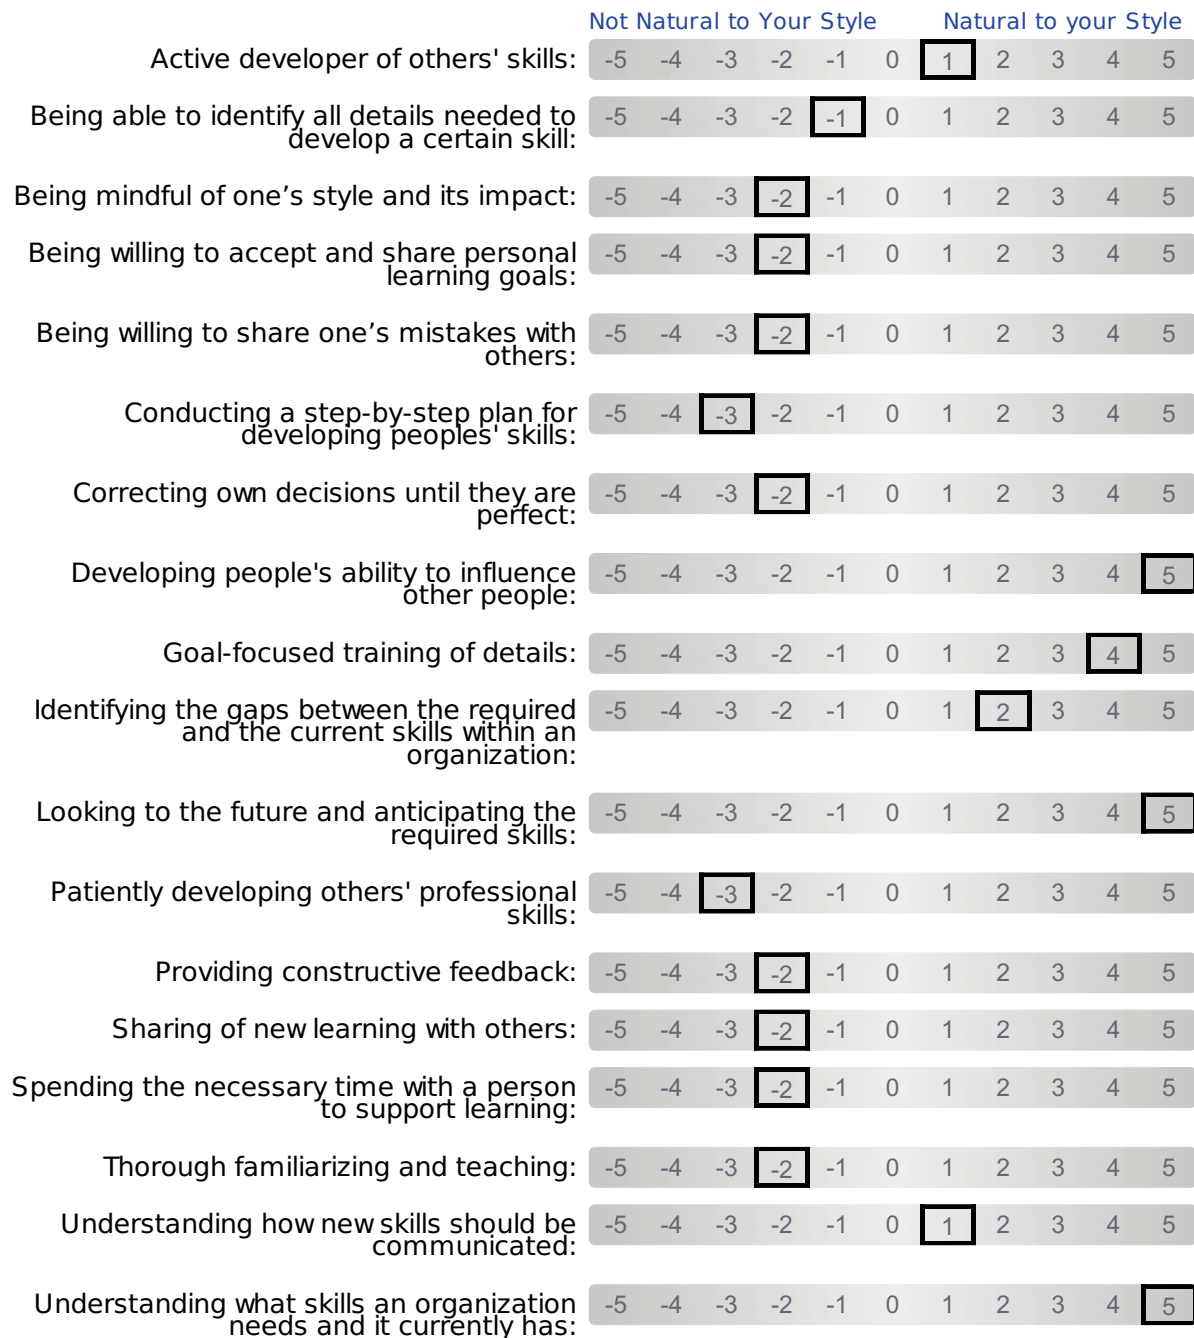 Not Natural to Your Style Natural to your Style
Active developer of others' skills: -5 -4 -3 -2 -1 0 1 2 3 4 5
Being able to identify all details needed to -5 -4 -3 -2 -1 0 1 2 3 4 5
develop a certain skill:
Being mindful of one’s style and its impact: -5 -4 -3 -2 -1 0 1 2 3 4 5
Being willing to accept and share personal -5 -4 -3 -2 -1 0 1 2 3 4 5
learning goals:
Being willing to share one’s mistakes with -5 -4 -3 -2 -1 0 1 2 3 4 5
others:
Conducting a step-by-step plan for -5 -4 -3 -2 -1 0 1 2 3 4 5
developing peoples' skills:
Correcting own decisions until they are -5 -4 -3 -2 -1 0 1 2 3 4 5
perfect:
Developing people's ability to influence -5 -4 -3 -2 -1 0 1 2 3 4 5
other people:
Goal-focused training of details: -5 -4 -3 -2 -1 0 1 2 3 4 5
Identifying the gaps between the required -5 -4 -3 -2 -1 0 1 2 3 4 5
and the current skills within an
organization:
Looking to the future and anticipating the -5 -4 -3 -2 -1 0 1 2 3 4 5
required skills:
Patiently developing others' professional -5 -4 -3 -2 -1 0 1 2 3 4 5
skills:
Providing constructive feedback: -5 -4 -3 -2 -1 0 1 2 3 4 5
Sharing of new learning with others: -5 -4 -3 -2 -1 0 1 2 3 4 5
Spending the necessary time with a person -5 -4 -3 -2 -1 0 1 2 3 4 5
to support learning:
Thorough familiarizing and teaching: -5 -4 -3 -2 -1 0 1 2 3 4 5
Understanding how new skills should be -5 -4 -3 -2 -1 0 1 2 3 4 5
communicated:
Understanding what skills an organization -5 -4 -3 -2 -1 0 1 2 3 4 5
needs and it currently has: